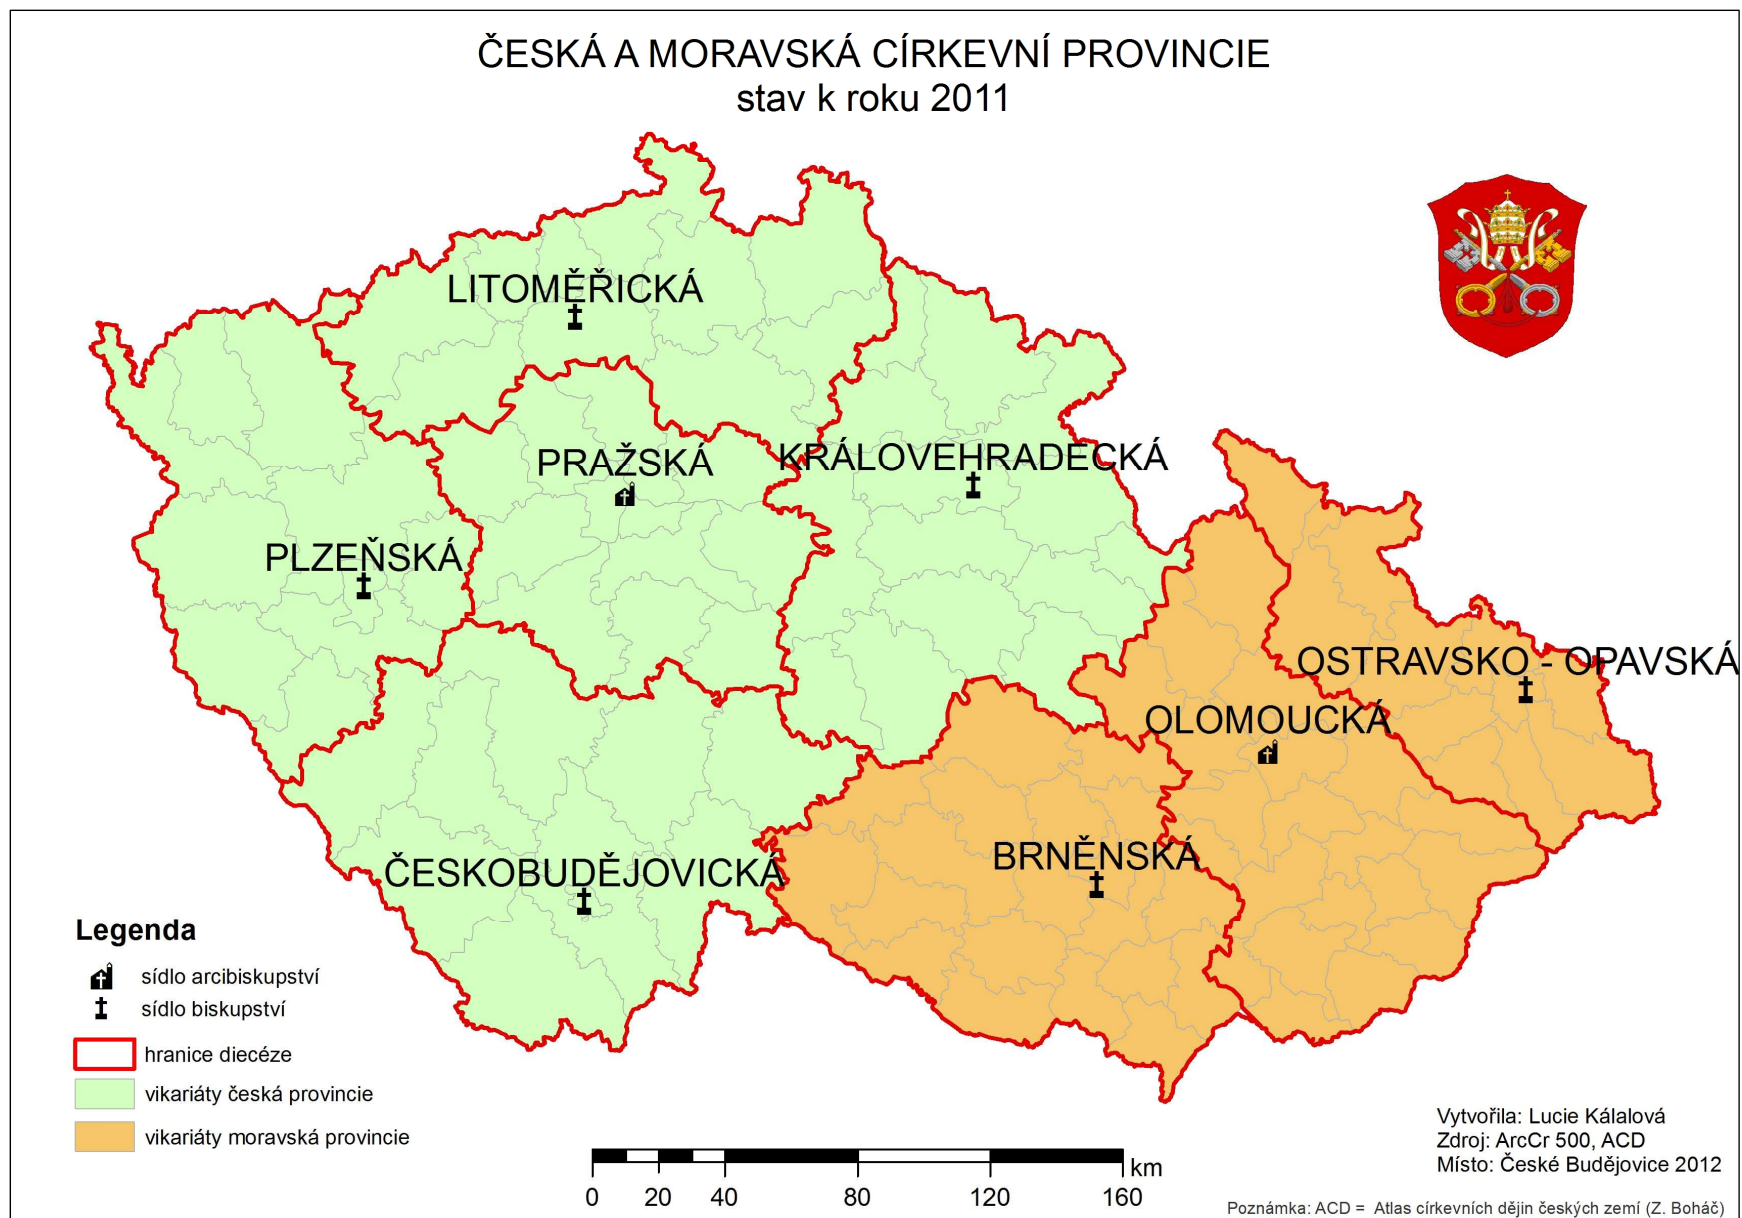 ČESKÁ A MORAVSKÁ CÍRKEVNÍ PROVINCIE
stav k roku 2011
LITOMĚŘICKÁ
PRAŽSKÁ
KRÁLOVEHRADECKÁ
PLZEŇSKÁ
OSTRAVSKO - OPAVSKÁ
OLOMOUCKÁ
BRNĚNSKÁ
ČESKOBUDĚJOVICKÁ
Legenda
sídlo arcibiskupství
sídlo biskupství
hranice diecéze
vikariáty česká provincie
vikariáty moravská provincie
km
0 20 40 80 120 160
Vytvořila: Lucie Kálalová
Zdroj: ArcCr 500, ACD
Místo: České Budějovice 2012
Poznámka: ACD = Atlas církevních dějin českých zemí (Z. Boháč)